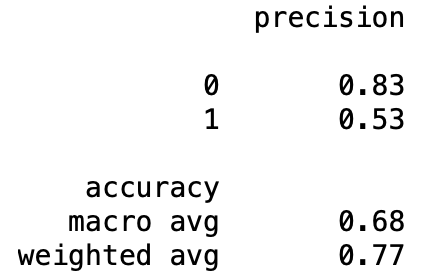 precision
0 0.83
1 0.53
accuracy
macro avg 0.68
weighted avg 0.77